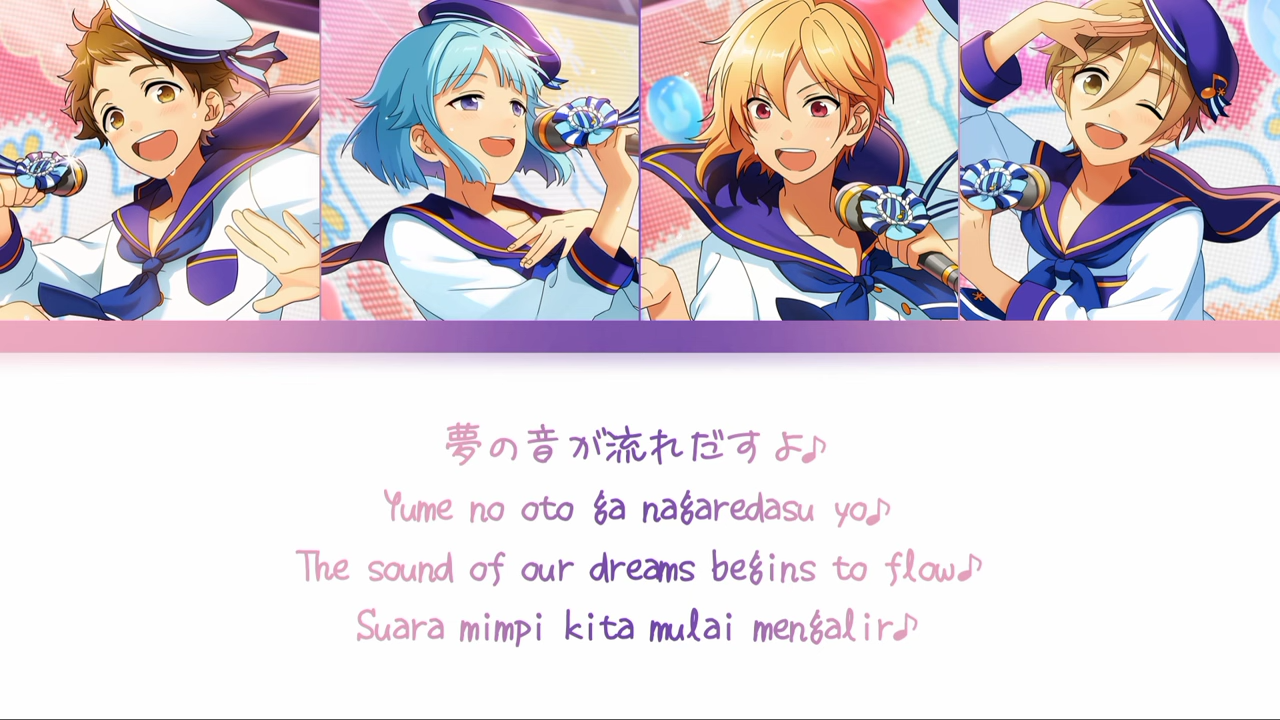 夢の音が流れだすよ♪
Yume no oto ga nagaredasu yo♪
The sound of our dreams begins to flow♪
Suara mimpi kita mulai mengalir♪